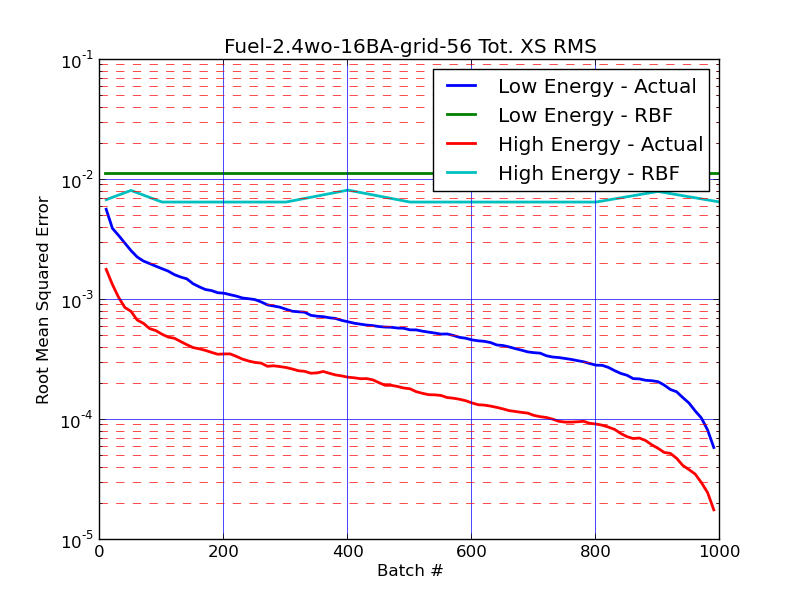 Fuel-2.4wo-16BA-grid-56 Tot. XS RMS
Low Energy - Actual
Low Energy - RBF
High Energy - Actual
High Energy - RBF
Root Mean Squared Error
10^-1
10^-2
10^-3
10^-4
10^-5
0 200 400 600 800 1000
Batch #